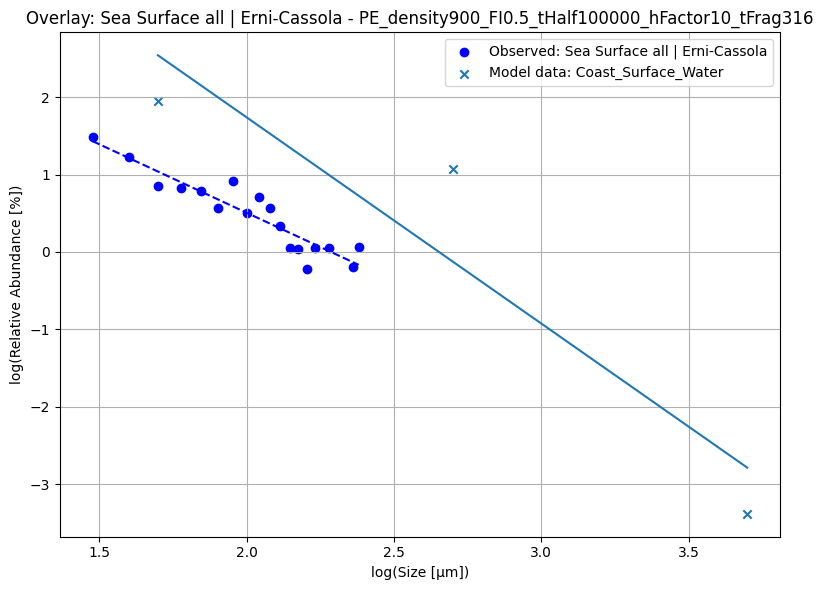 Overlay: Sea Surface all | Erni-Cassola - PE_density900_FI0.5_tHalf100000_hFactor10_tFrag316
Observed: Sea Surface all | Erni-Cassola
Model data: Coast_Surface_Water
log(Relative Abundance [%])
2
1
0
−1
−2
−3
1.5
2.0
2.5
3.0
3.5
log(Size [μm])